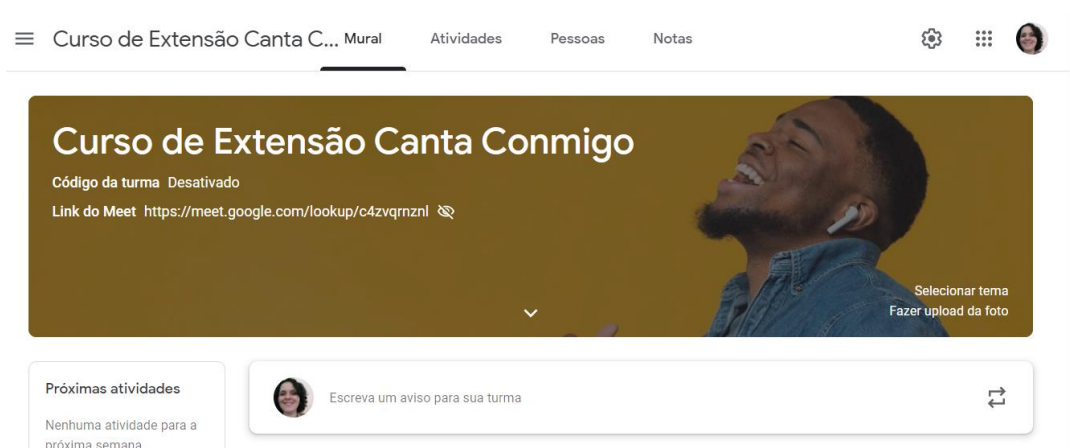 Curso de Extensão Canta C... Mural Atividades Pessoas Notas
Curso de Extensão Canta Conmigo
Código da turma Desativado
Link do Meet https://meet.google.com/lookup/c4zvqrnznl
Selecionar tema
Fazer upload da foto
Próximas atividades
Nenhuma atividade para a
próxima semana
Escreva um aviso para sua turma